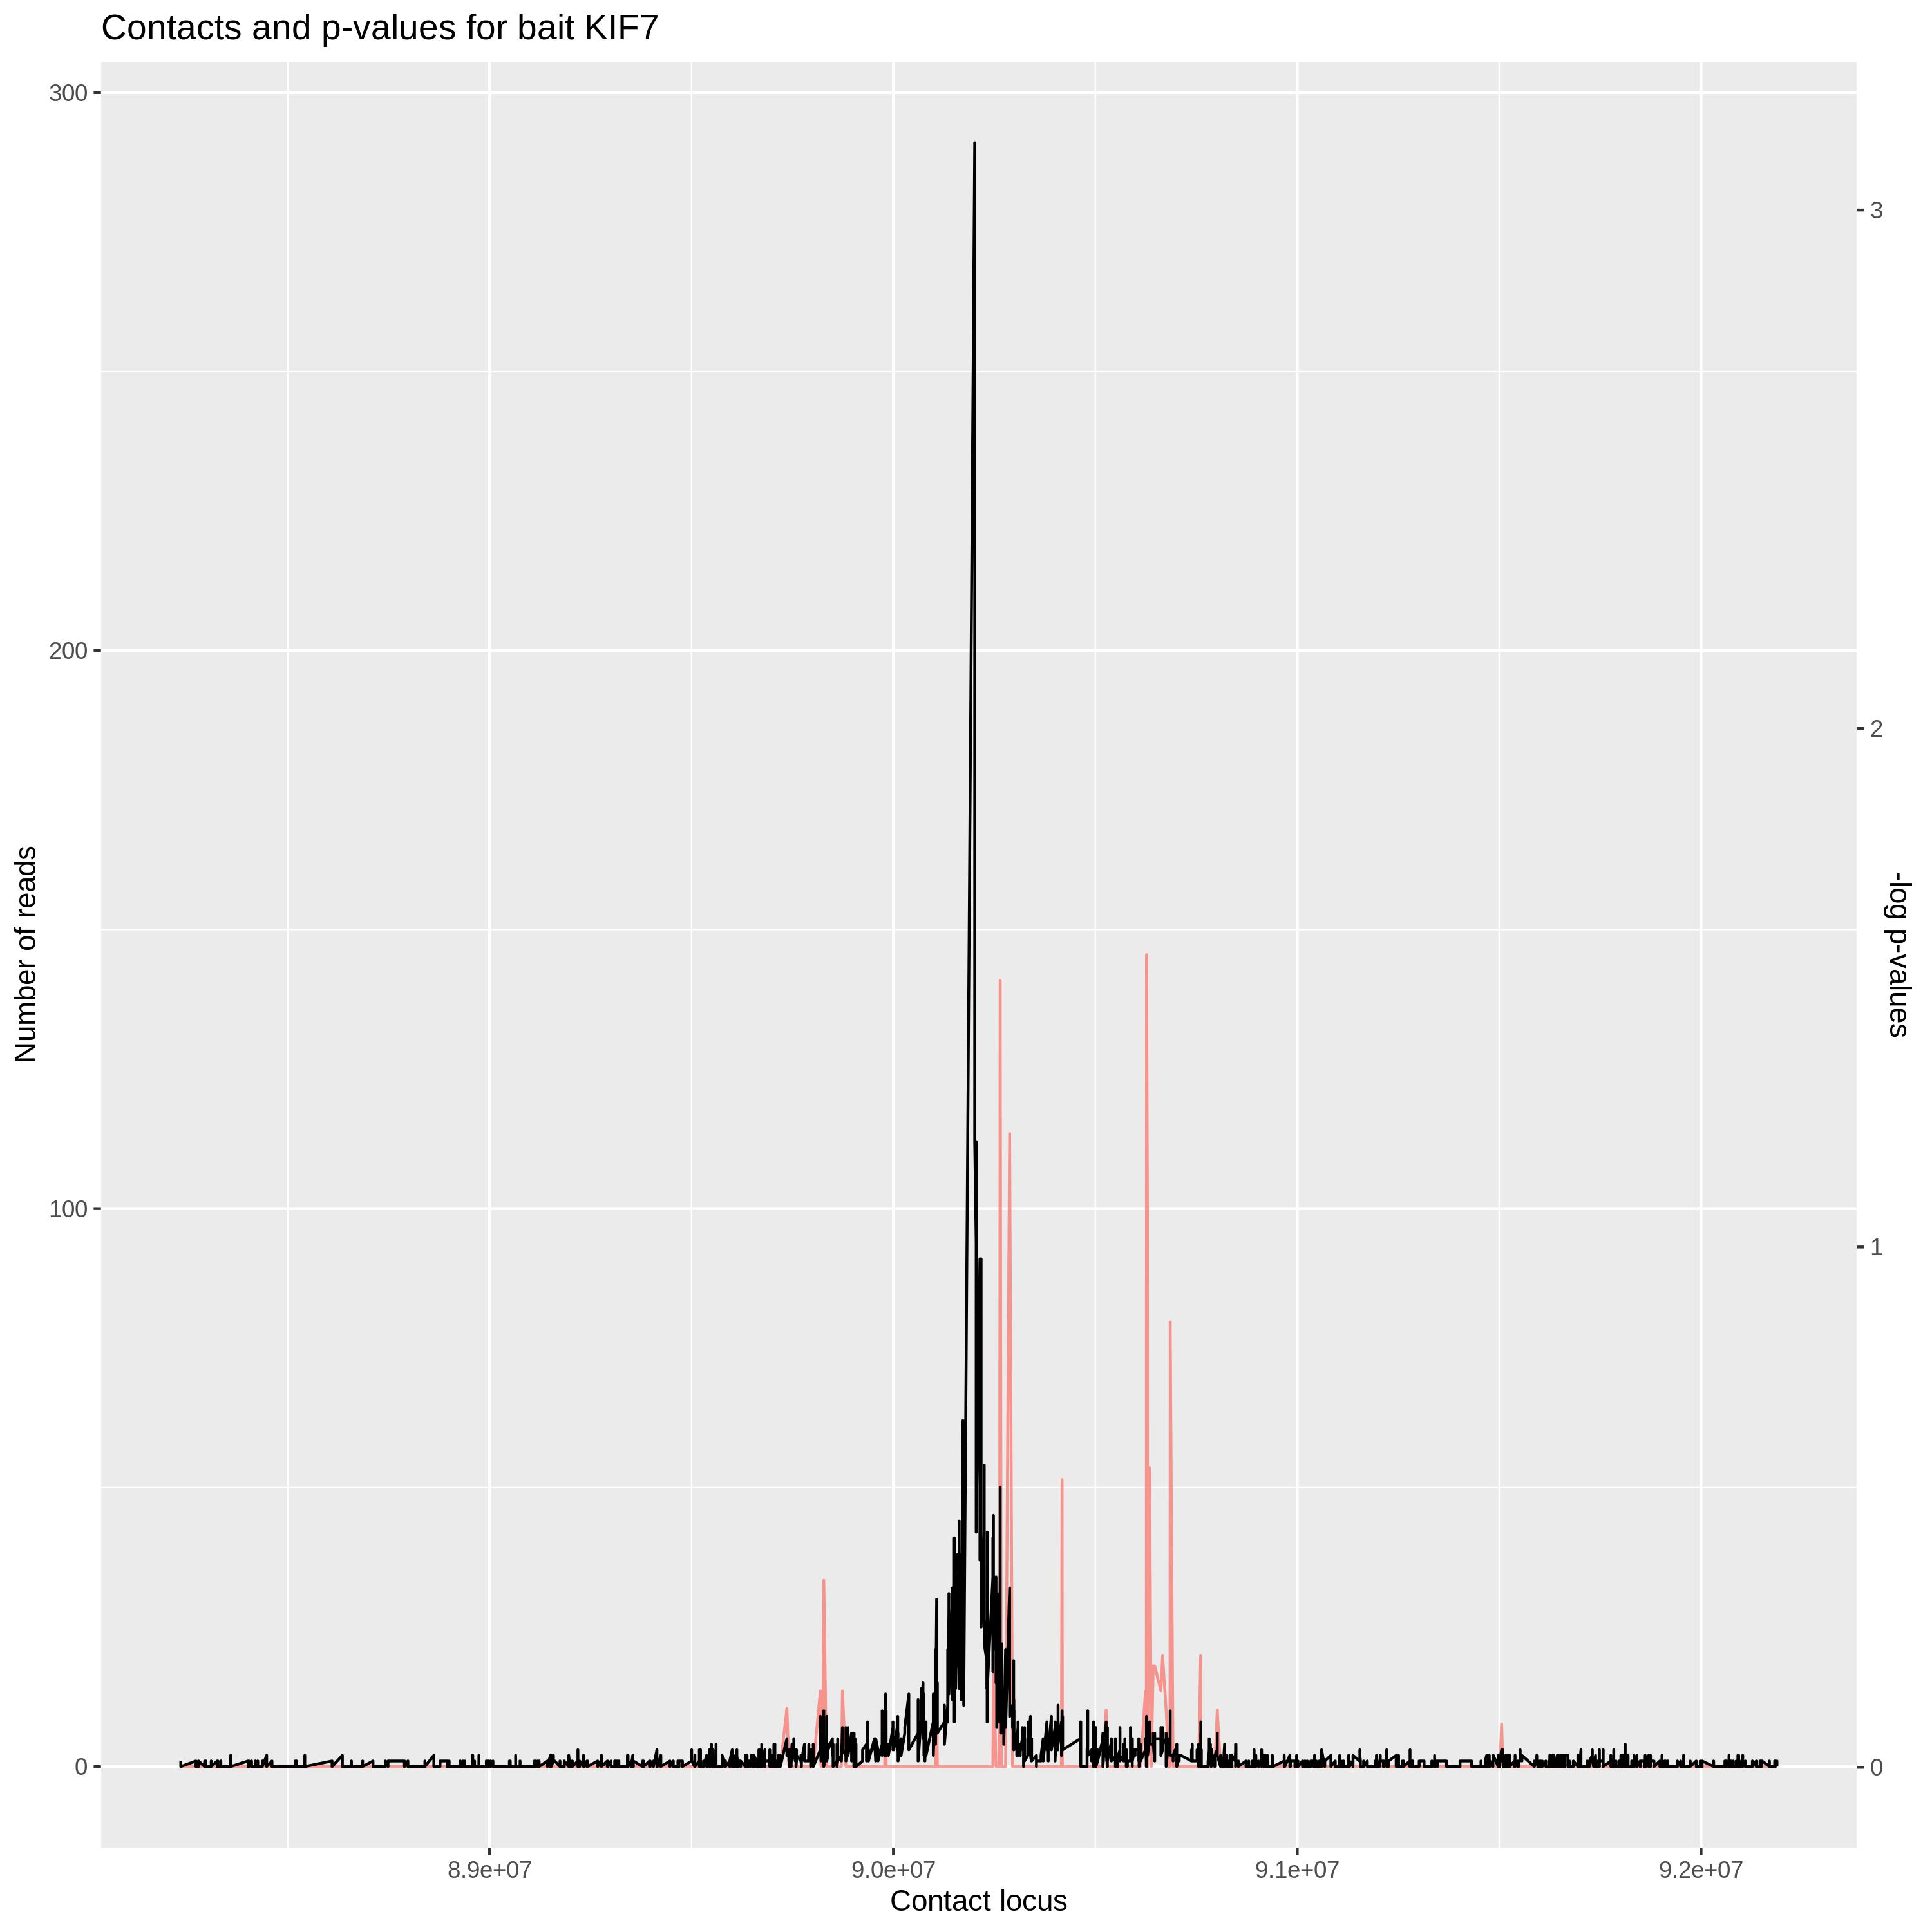 Contacts and p-values for bait KIF7
300
200
100
0
Number of reads
3
2
1
0
-log p-values
8.9e+07
9.0e+07
9.1e+07
9.2e+07
Contact locus